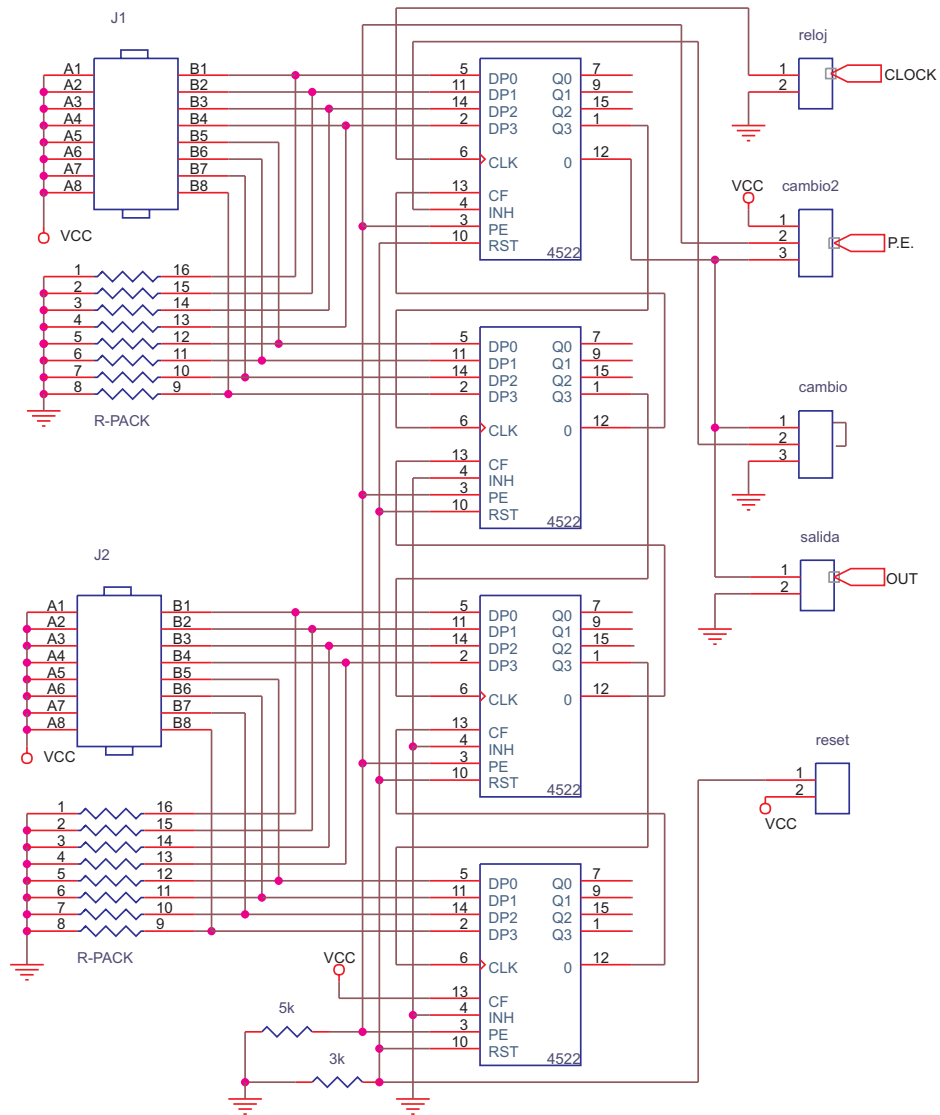 J1
A1 B1
A2 B2
A3 B3
A4 B4
A5 B5
A6 B6
A7 B7
A8 B8
VCC
1 16
2 15
3 14
4 13
5 12
6 11
7 10
8 9
R-PACK
5 DP0 Q0 7
11 DP1 Q1 9
14 DP2 Q2 15
2 DP3 Q3 1
6 CLK 0 12
13 CF
4 INH
3 PE
10 RST
4522
reloj
1 CLOCK
2
VCC
cambio2
1
2 P.E.
3
5 DP0 Q0 7
11 DP1 Q1 9
14 DP2 Q2 15
2 DP3 Q3 1
6 CLK 0 12
13 CF
4 INH
3 PE
10 RST
4522
cambio
1
2
3
salida
1 OUT
2
J2
A1 B1
A2 B2
A3 B3
A4 B4
A5 B5
A6 B6
A7 B7
A8 B8
VCC
1 16
2 15
3 14
4 13
5 12
6 11
7 10
8 9
R-PACK
5 DP0 Q0 7
11 DP1 Q1 9
14 DP2 Q2 15
2 DP3 Q3 1
6 CLK 0 12
13 CF
4 INH
3 PE
10 RST
4522
reset
1
2
VCC
5 DP0 Q0 7
11 DP1 Q1 9
14 DP2 Q2 15
2 DP3 Q3 1
6 CLK 0 12
VCC
13 CF
4 INH
3 PE
10 RST
4522
5k
3k